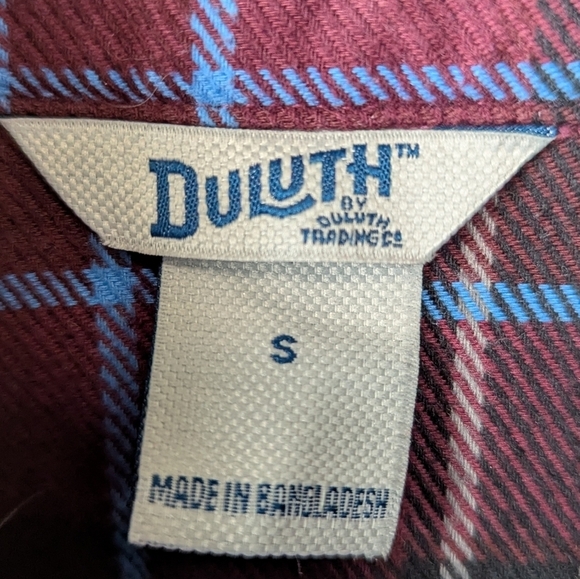 DULUTH™
BY
DULUTH
TRADING Cº
S
MADE IN BANGLADESH